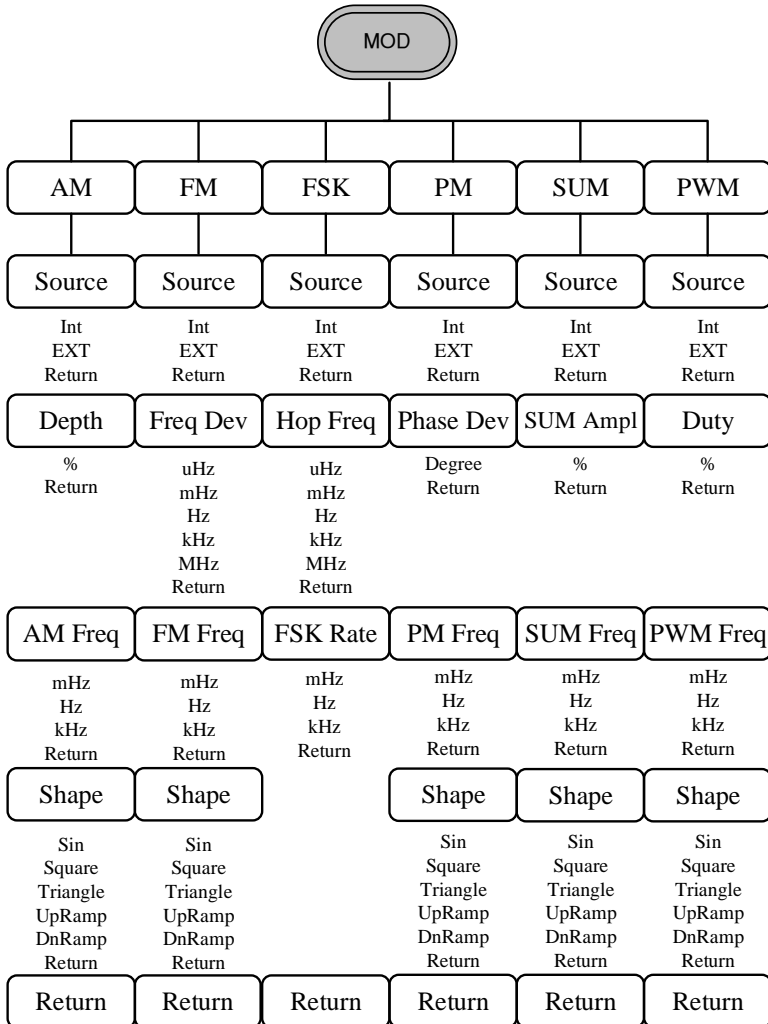 MOD
AM FM FSK PM SUM PWM
Source Source Source Source Source Source
Int Int Int Int Int Int
EXT EXT EXT EXT EXT EXT
Return Return Return Return Return Return
Depth Freq Dev Hop Freq Phase Dev SUM Ampl Duty
% uHz uHz Degree % %
Return mHz mHz Return Return Return
Hz Hz
kHz kHz
MHz MHz
Return Return
AM Freq FM Freq FSK Rate PM Freq SUM Freq PWM Freq
mHz mHz mHz mHz mHz mHz
Hz Hz Hz Hz Hz Hz
kHz kHz kHz kHz kHz kHz
Return Return Return Return Return Return
Shape Shape Shape Shape Shape
Sin Sin Sin Sin Sin
Square Square Square Square Square
Triangle Triangle Triangle Triangle Triangle
UpRamp UpRamp UpRamp UpRamp UpRamp
DnRamp DnRamp DnRamp DnRamp DnRamp
Return Return Return Return Return
Return Return Return Return Return Return